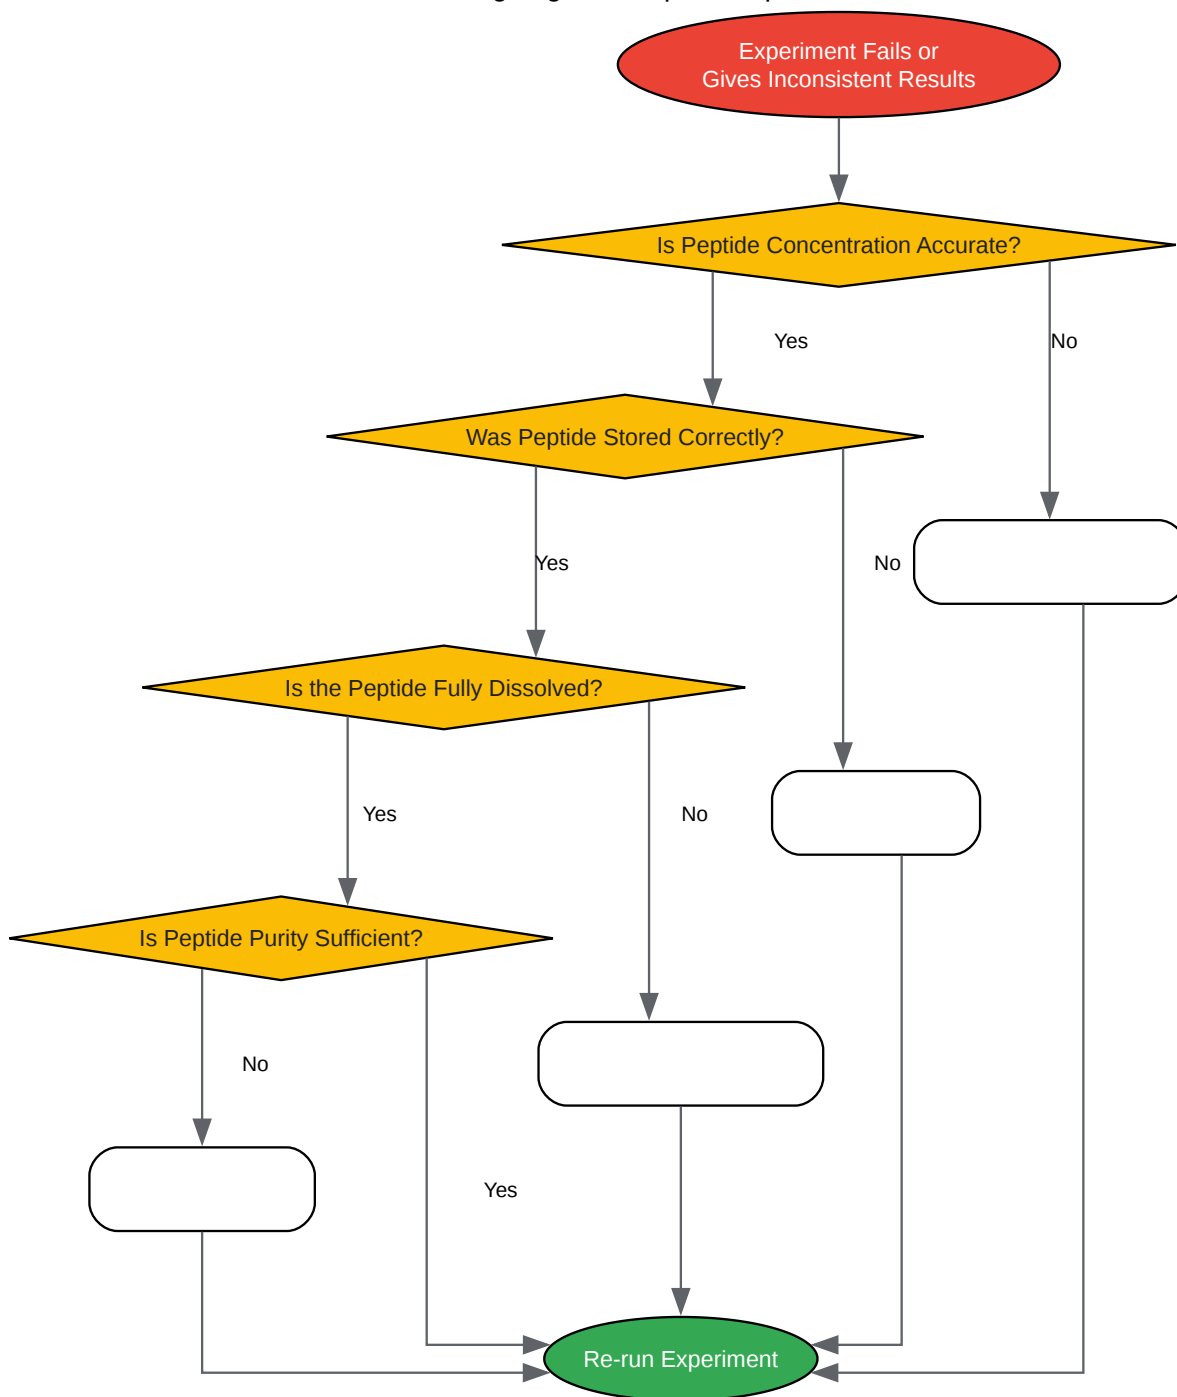 Experiment Fails or
Gives Inconsistent Results
Is Peptide Concentration Accurate?
Yes
No
Was Peptide Stored Correctly?
Yes
No
Is the Peptide Fully Dissolved?
Yes
No
Is Peptide Purity Sufficient?
No
Yes
Re-run Experiment